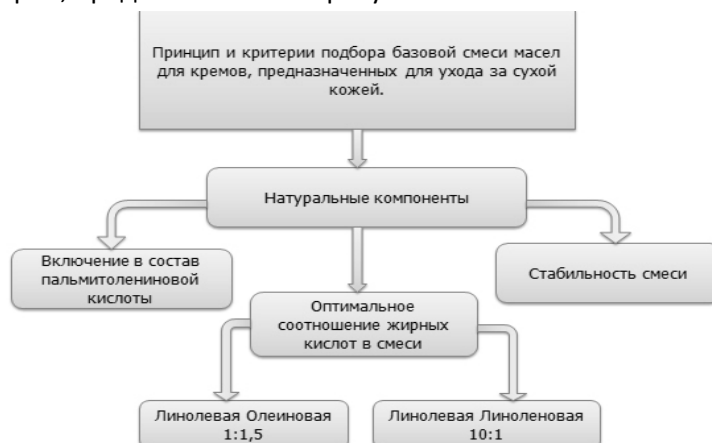 Принцип и критерии подбора базовой смеси масел
для кремов, предназначенных для ухода за сухой
кожей.
Натуральные компоненты
Включение в состав
пальмитолениновой
кислоты
Стабильность смеси
Оптимальное
соотношение жирных
кислот в смеси
Линолевая Олеиновая
1:1,5
Линолевая Линоленовая
10:1